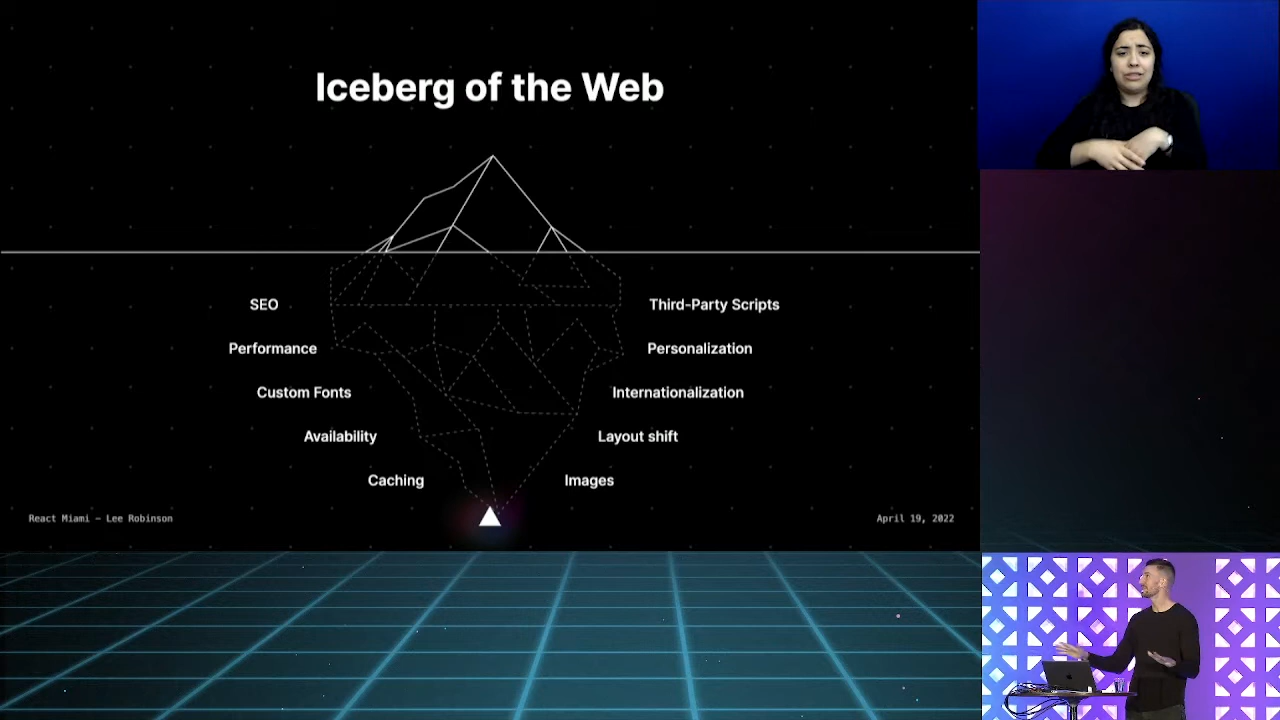 Iceberg of the Web
SEO
Third-Party Scripts
Performance
Personalization
Custom Fonts
Internationalization
Availability
Layout shift
Caching
Images
React Miami – Lee Robinson
April 19, 2022